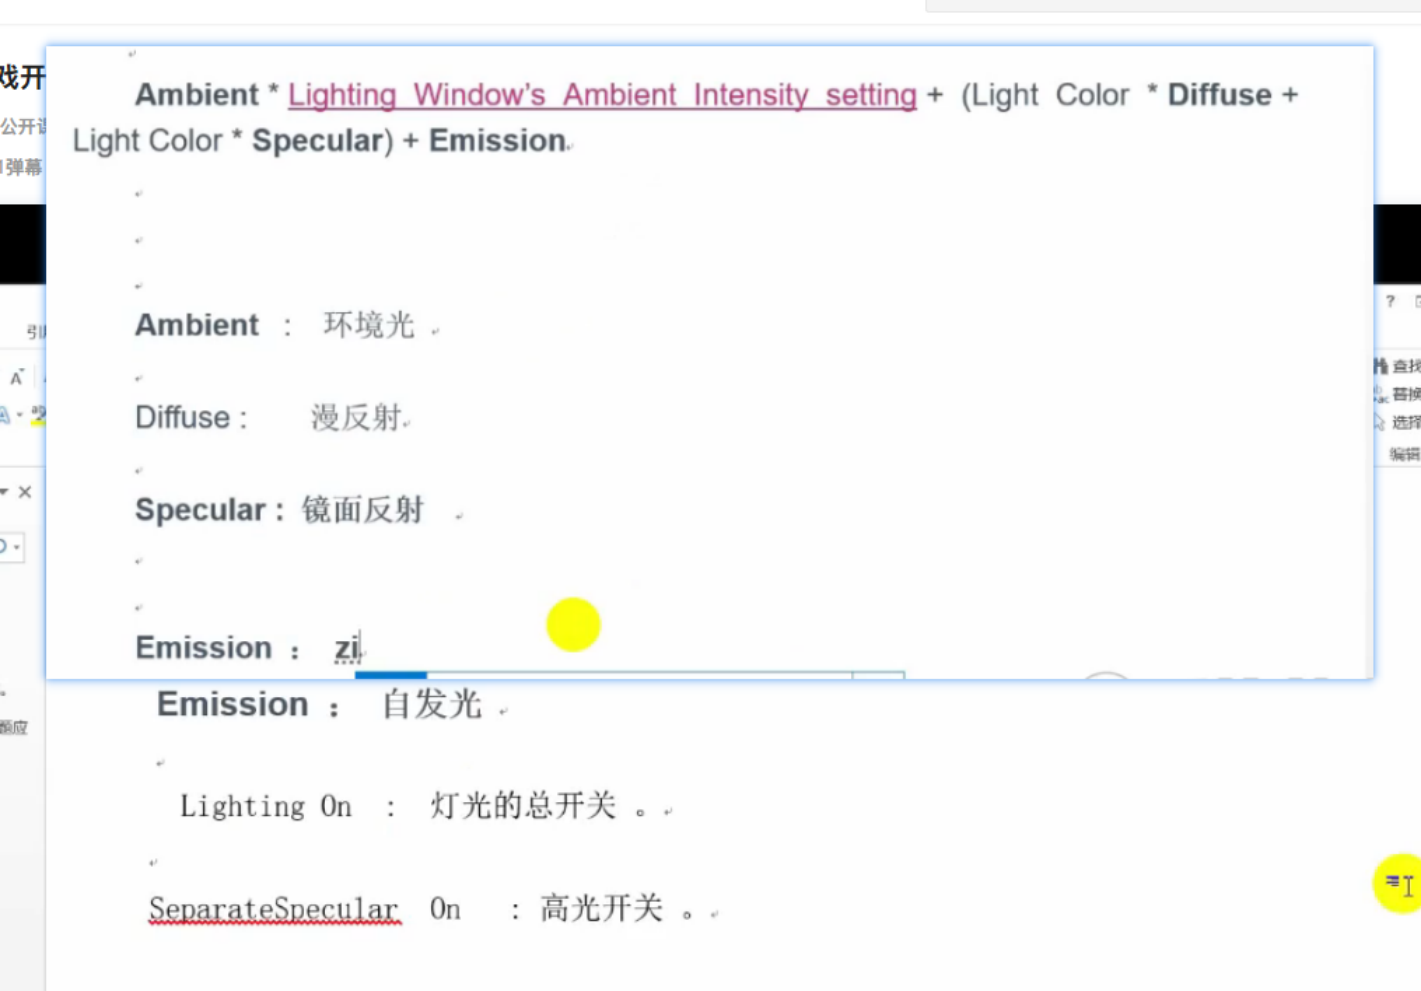 戏开
公开
弹幕
Ambient * Lighting Window's Ambient Intensity setting + (Light Color * Diffuse +
Light Color * Specular) + Emission
引
?
A
查找
A
替换
选择
编辑
Ambient : 环境光
Diffuse : 漫反射
Specular : 镜面反射
Emission : zi
Emission : 自发光
题应
Lighting On : 灯光的总开关 。
SeparateSpecular On : 高光开关 。